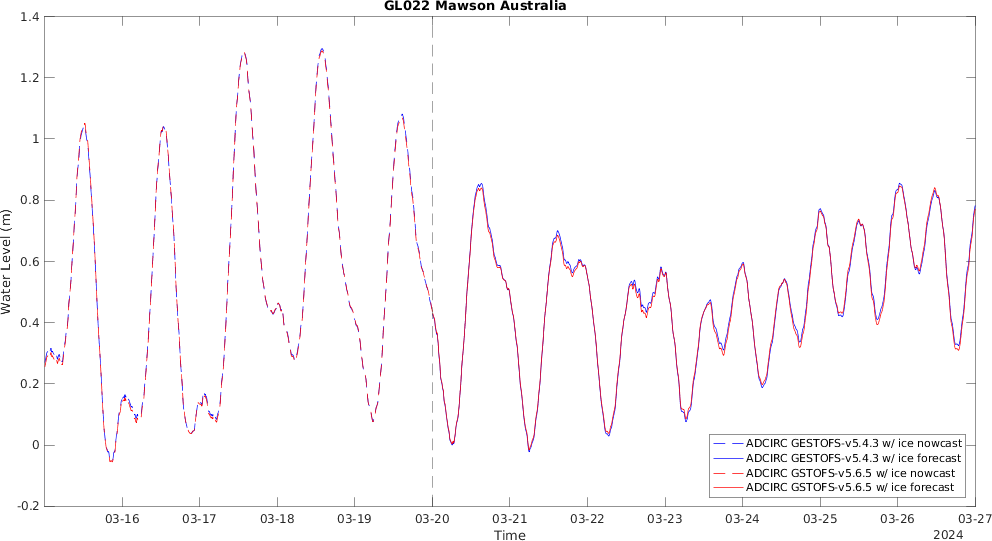 GL022 Mawson Australia
1.4
1.2
1
0.8
0.6
0.4
0.2
0
-0.2
Water Level (m)
ADCIRC GESTOFS-v5.4.3 w/ ice nowcast
ADCIRC GESTOFS-v5.4.3 w/ ice forecast
ADCIRC GSTOFS-v5.6.5 w/ ice nowcast
ADCIRC GSTOFS-v5.6.5 w/ ice forecast
03-16 03-17 03-18 03-19 03-20 03-21 03-22 03-23 03-24 03-25 03-26 03-27
Time
2024